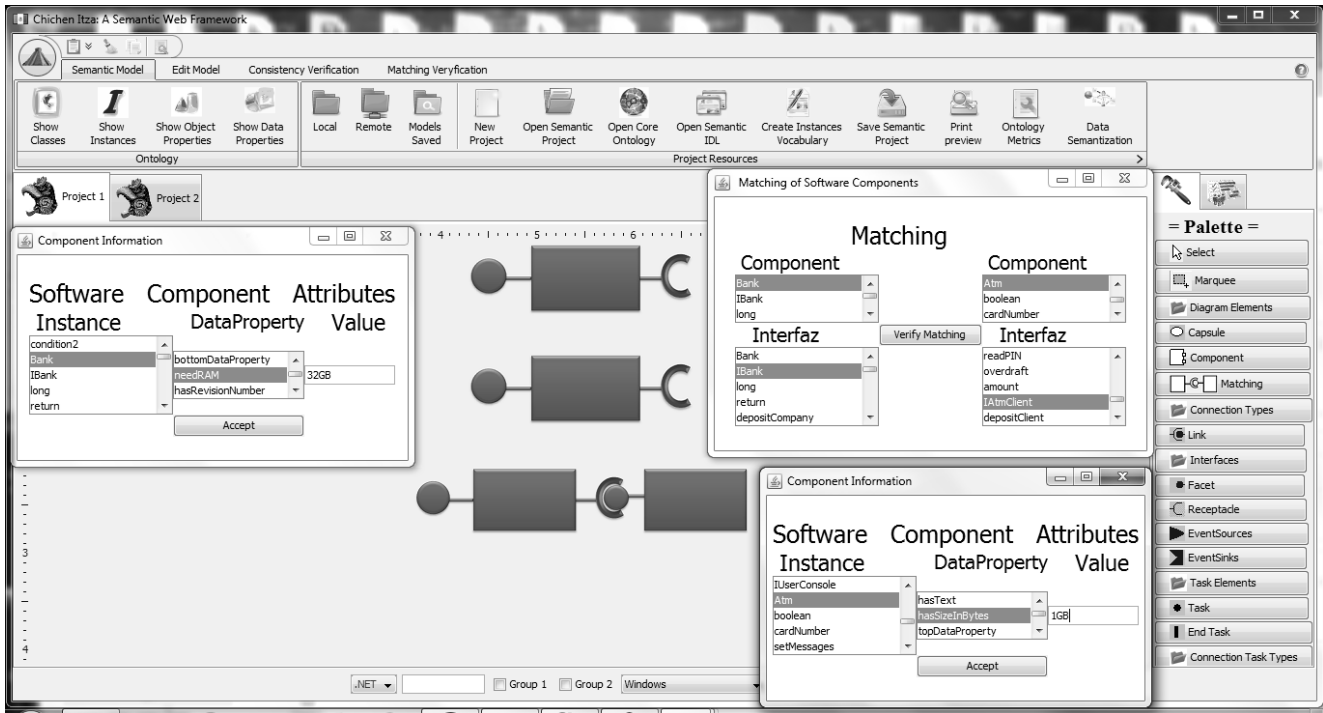 Chichen Itza: A Semantic Web Framework
Semantic Model Edit Model Consistency Verification Matching Veryfication
Show Classes
Show Instances
Show Object Properties
Show Data Properties
Local
Remote
Models Saved
New Project
Open Semantic Project
Open Core Ontology
Open Semantic IDL
Create Instances Vocabulary
Save Semantic Project
Print preview
Ontology Metrics
Data Semantization
Ontology
Project Resources
Project 1
Project 2
4 5 6
3
4
Component Information
Software Component Attributes
Instance DataProperty Value
condition2
Bank
IBank
long
return
bottomDataProperty
needRAM
hasRevisionNumber
32GB
Accept
Matching of Software Components
Matching
Component
Bank
IBank
long
Component
Atm
boolean
cardNumber
Verify Matching
Interfaz
Bank
IBank
long
return
depositCompany
Interfaz
readPIN
overdraft
amount
IAtmClient
depositClient
Component Information
Software Component Attributes
Instance DataProperty Value
IUserConsole
Atm
boolean
cardNumber
setMessages
hasText
hasSizeInBytes
topDataProperty
1GB
Accept
= Palette =
Select
Marquee
Diagram Elements
Capsule
Component
Matching
Connection Types
Link
Interfaces
Facet
Receptacle
EventSources
EventSinks
Task Elements
Task
End Task
Connection Task Types
.NET
Group 1
Group 2
Windows